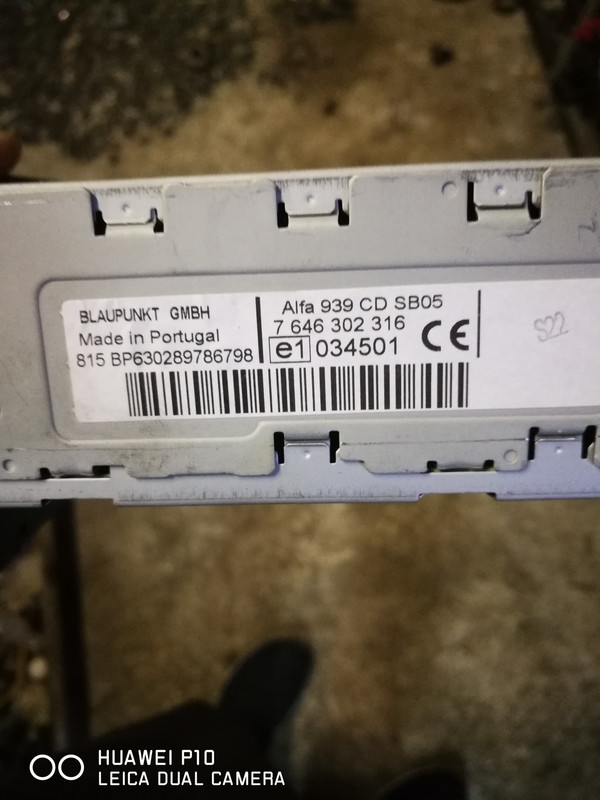 BLAUPUNKT GMBH
Made in Portugal
815 BP630289786798
Alfa 939 CD SB05
7 646 302 316
e1 034501 CE
S22
HUAWEI P10
LEICA DUAL CAMERA